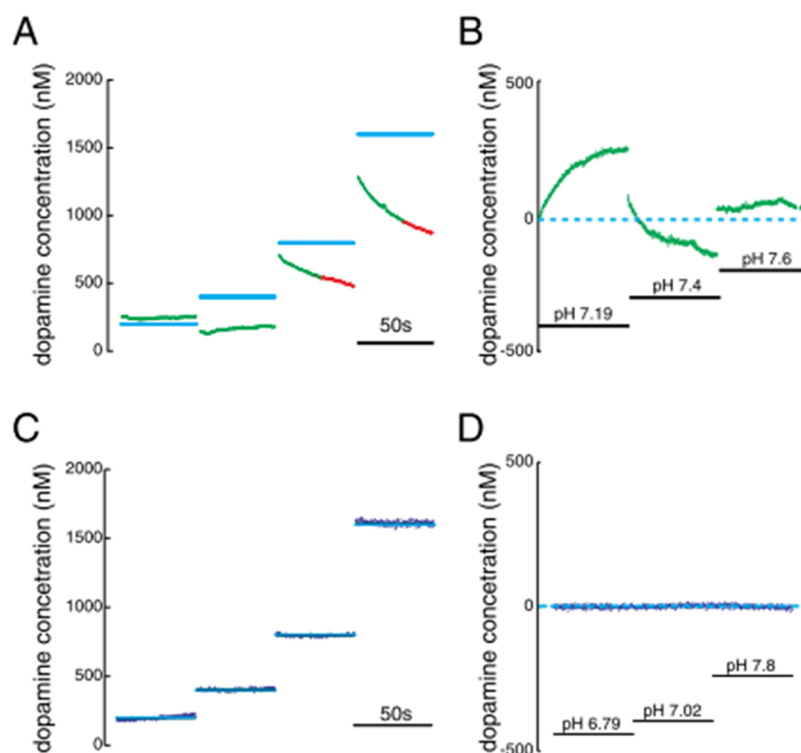 A
dopamine concentration (nM)
2000
1500
1000
500
0
50s
B
dopamine concentration (nM)
500
0
-500
pH 7.19
pH 7.4
pH 7.6
C
dopamine concetration (nM)
2000
1500
1000
500
0
50s
D
dopamine concetration (nM)
500
0
-500
pH 6.79
pH 7.02
pH 7.8